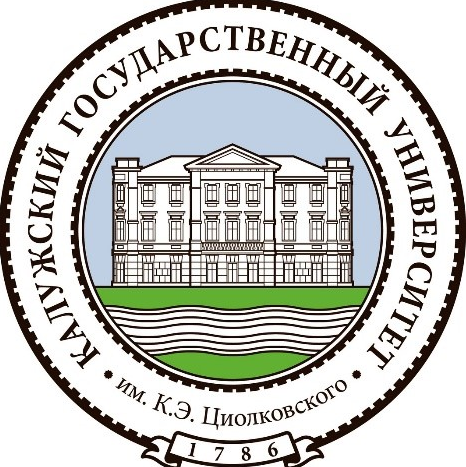 КАЛУЖСКИЙ ГОСУДАРСТВЕННЫЙ УНИВЕРСИТЕТ
им. К.Э. Циолковского
1786